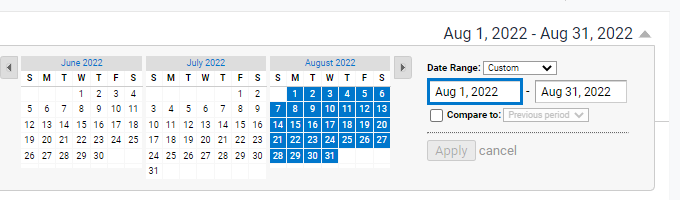 Aug 1, 2022 - Aug 31, 2022
June 2022
S M T W T F S
1 2 3 4
5 6 7 8 9 10 11
12 13 14 15 16 17 18
19 20 21 22 23 24 25
26 27 28 29 30
July 2022
S M T W T F S
1 2
3 4 5 6 7 8 9
10 11 12 13 14 15 16
17 18 19 20 21 22 23
24 25 26 27 28 29 30
31
August 2022
S M T W T F S
1 2 3 4 5 6
7 8 9 10 11 12 13
14 15 16 17 18 19 20
21 22 23 24 25 26 27
28 29 30 31
Date Range: Custom
Aug 1, 2022 - Aug 31, 2022
Compare to: Previous period
Apply cancel